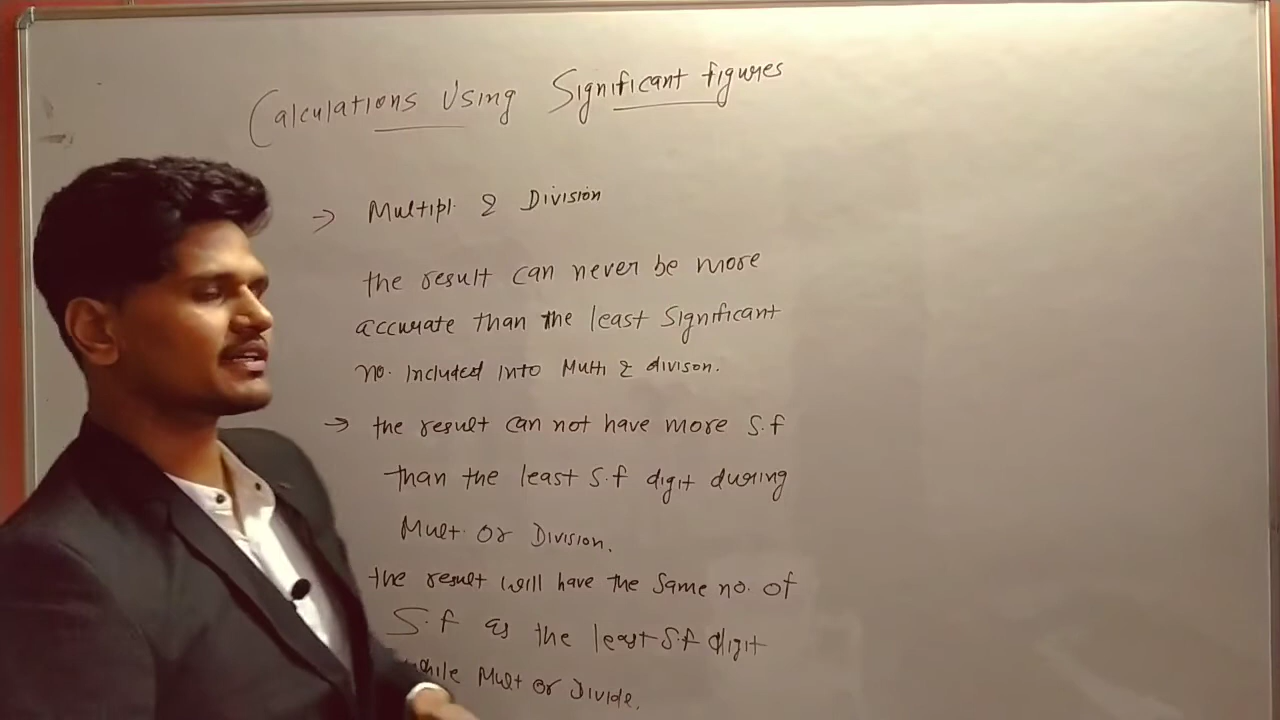 Calculations Using Significant figures
→ Multipl. & Division
the result can never be more
accurate than the least Significant
no. Included into Multi & divison.
→ the result can not have more S.f
than the least S.f digit during
Mult. Or Division.
the result will have the same no. of
S.f as the least S.f digit
while Mult or Divide.